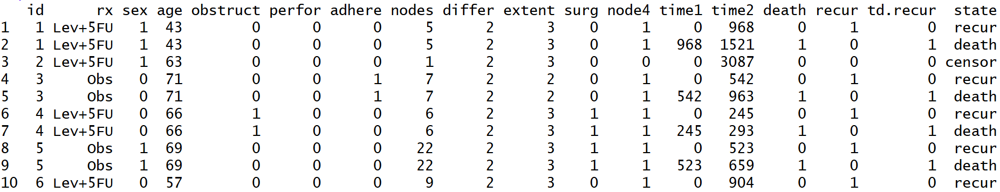 id rx sex age obstruct perfor adhere nodes differ extent surg node4 time1 time2 death recur td.recur state
1 1 Lev+5FU 1 43 0 0 0 5 2 3 0 1 0 968 0 1 0 recur
2 1 Lev+5FU 1 43 0 0 0 5 2 3 0 1 968 1521 1 0 1 death
3 2 Lev+5FU 1 63 0 0 0 1 2 3 0 0 0 3087 0 0 0 censor
4 3 Obs 0 71 0 0 1 7 2 2 0 1 0 542 0 1 0 recur
5 3 Obs 0 71 0 0 1 7 2 2 0 1 542 963 1 0 1 death
6 4 Lev+5FU 0 66 1 0 0 6 2 3 1 1 0 245 0 1 0 recur
7 4 Lev+5FU 0 66 1 0 0 6 2 3 1 1 245 293 1 0 1 death
8 5 Obs 1 69 0 0 0 22 2 3 1 1 0 523 0 1 0 recur
9 5 Obs 1 69 0 0 0 22 2 3 1 1 523 659 1 0 1 death
10 6 Lev+5FU 0 57 0 0 0 9 2 3 0 1 0 904 0 1 0 recur